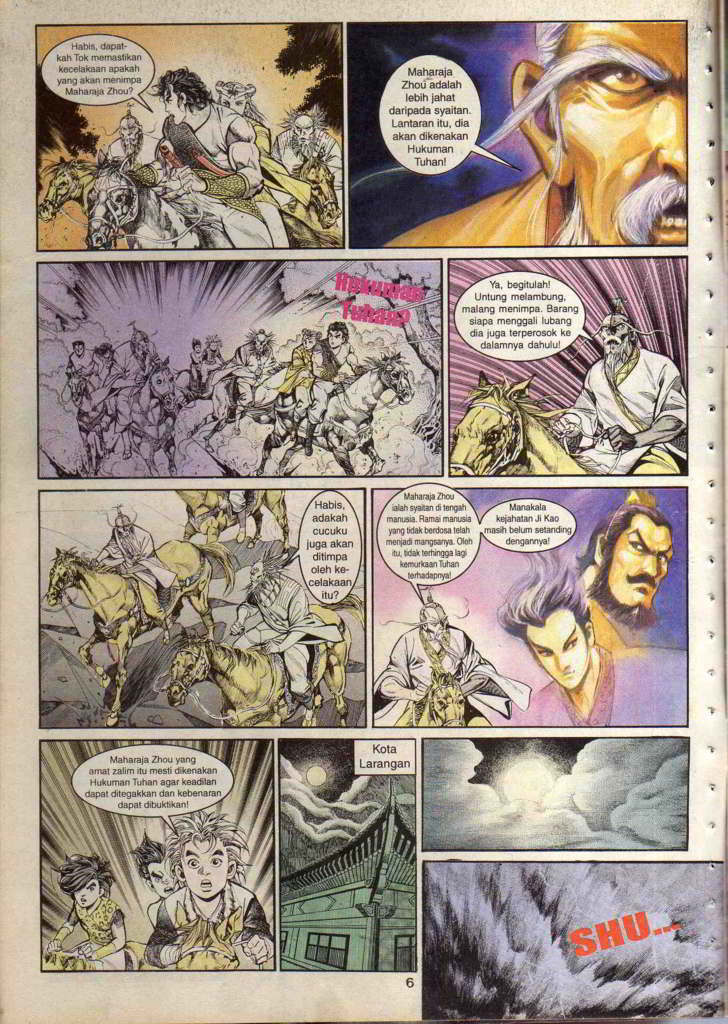 Habis, dapat-
kah Tok memastikan
kecelakaan apakah
yang akan menimpa
Maharaja Zhou?
Maharaja
Zhou adalah
lebih jahat
daripada syaitan.
Lantaran itu, dia
akan dikenakan
Hukuman
Tuhan!
Hukuman
Tuhan?
Ya, begitulah!
Untung melambung,
malang menimpa. Barang
siapa menggali lubang
dia juga terperosok ke
dalamnya dahulu!
Habis,
adakah
cucuku
juga akan
ditimpa
oleh ke-
celakaan
itu?
Maharaja Zhou
ialah syaitan di tengah
manusia. Ramai manusia
yang tidak berdosa telah
menjadi mangsanya. Oleh
itu, tidak terhingga lagi
kemurkaan Tuhan
terhadapnya!
Manakala
kejahatan Ji Kao
masih belum setanding
dengannya!
Maharaja Zhou yang
amat zalim itu mesti dikenakan
Hukuman Tuhan agar keadilan
dapat ditegakkan dan kebenaran
dapat dibuktikan!
Kota
Larangan
SHU...
6